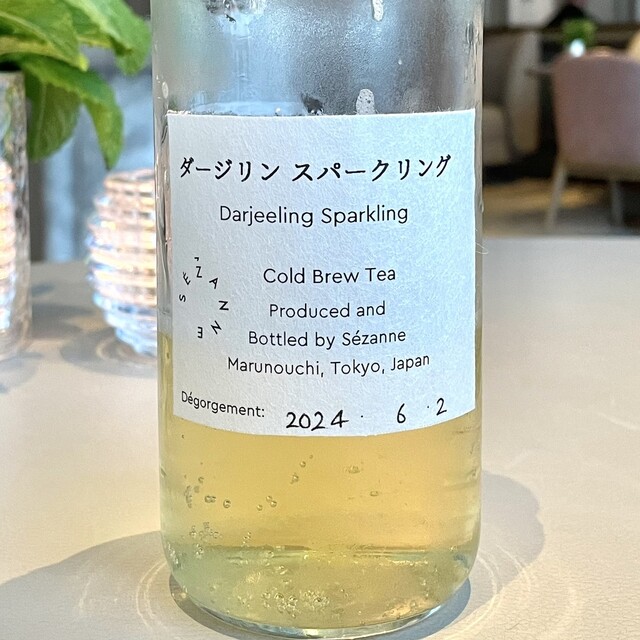 ダージリン スパークリング
Darjeeling Sparkling
SÉZANNE
Cold Brew Tea
Produced and
Bottled by Sézanne
Marunouchi, Tokyo, Japan
Dégorgement: 2024. 6.2